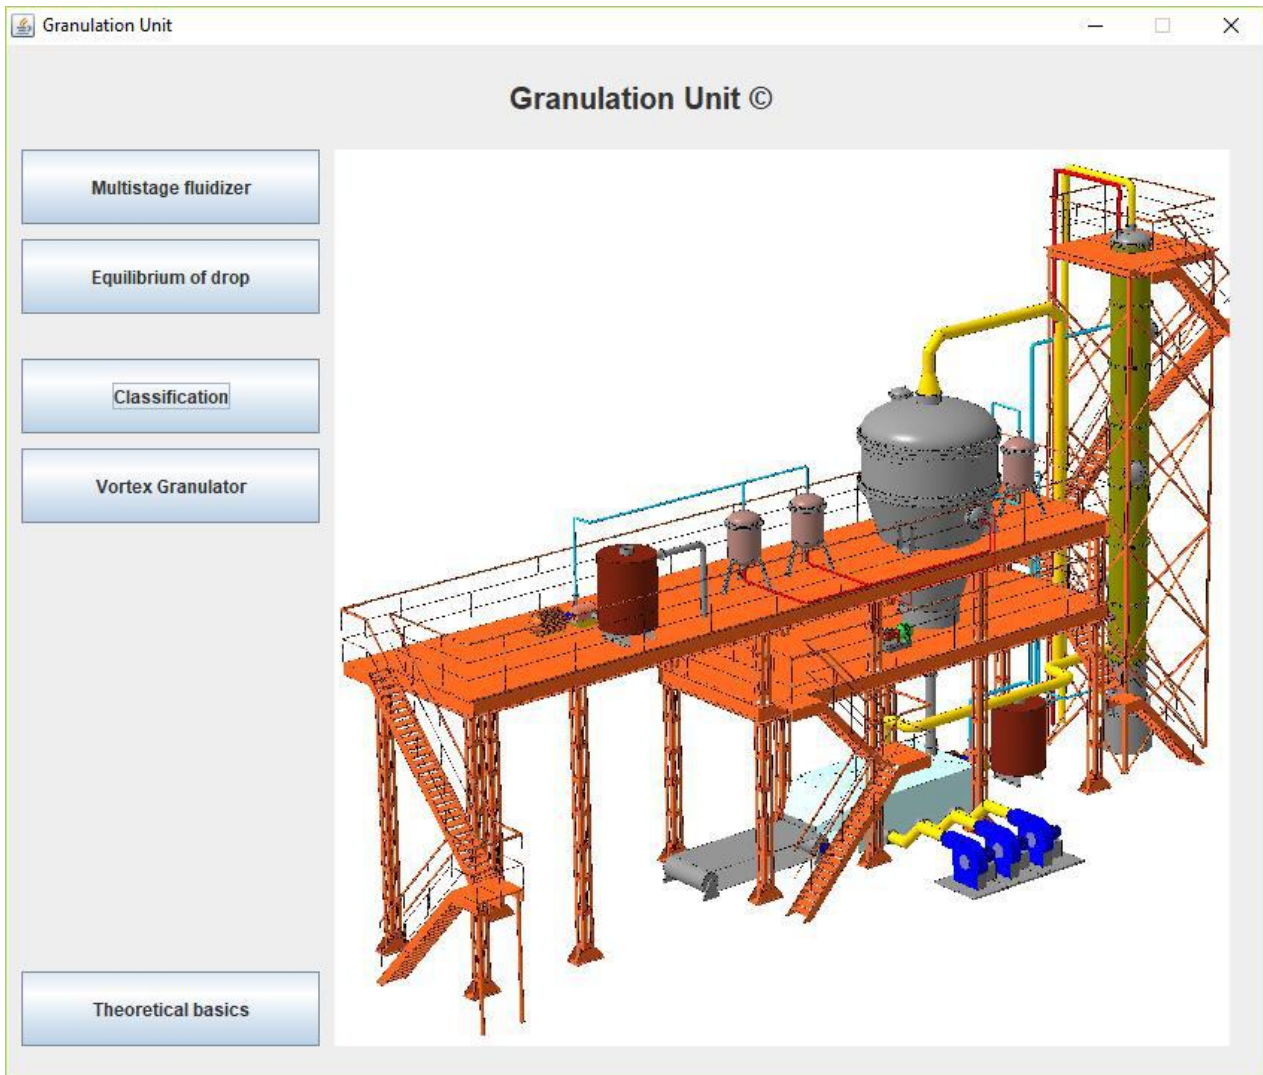 Granulation Unit
Granulation Unit ©
Multistage fluidizer
Equilibrium of drop
Classification
Vortex Granulator
Theoretical basics